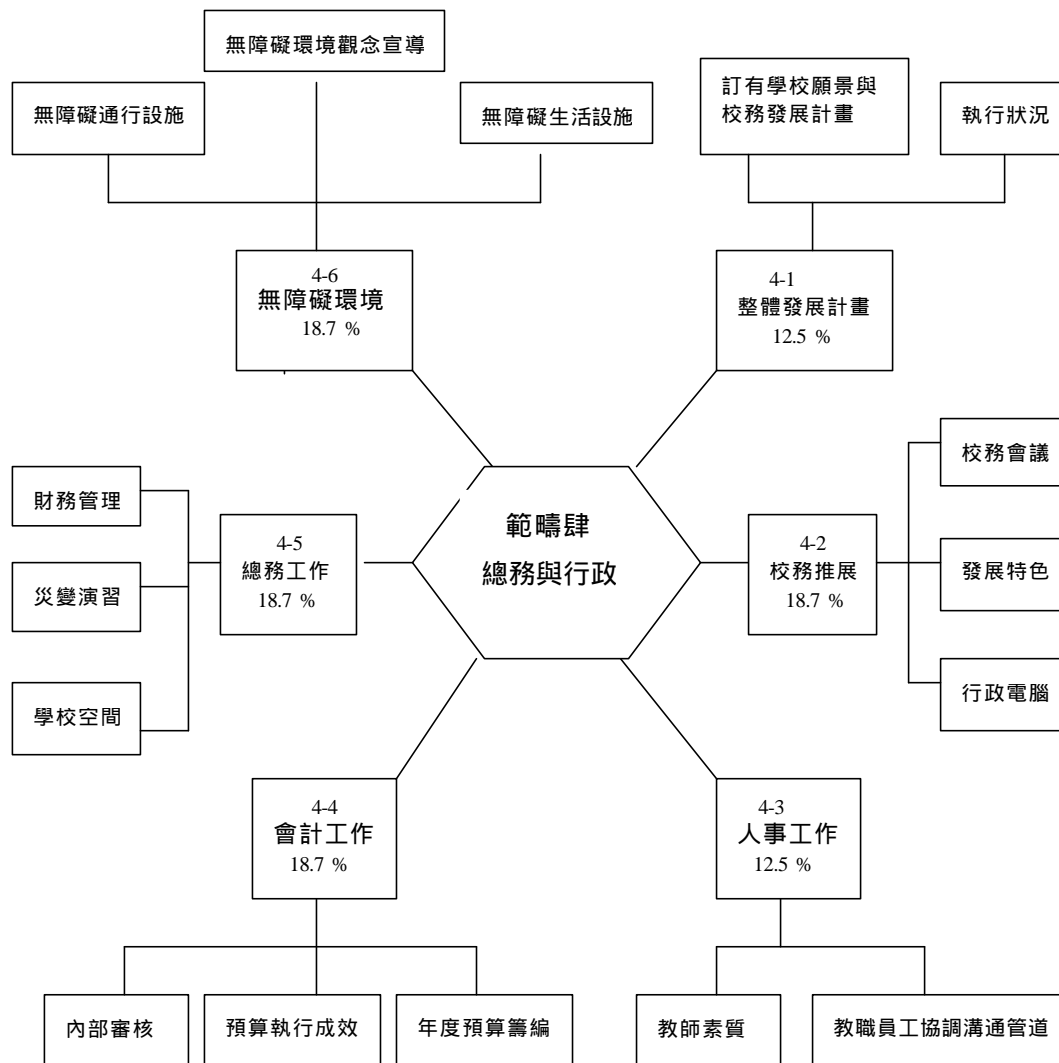 無障礙環境觀念宣導
無障礙通行設施
無障礙生活設施
訂有學校願景與
校務發展計畫
執行狀況
4-6
無障礙環境
18.7 %
4-1
整體發展計畫
12.5 %
校務會議
財務管理
範疇肆
總務與行政
4-5
總務工作
18.7 %
4-2
校務推展
18.7 %
發展特色
災變演習
學校空間
行政電腦
4-4
會計工作
18.7 %
4-3
人事工作
12.5 %
內部審核
預算執行成效
年度預算籌編
教師素質
教職員工協調溝通管道